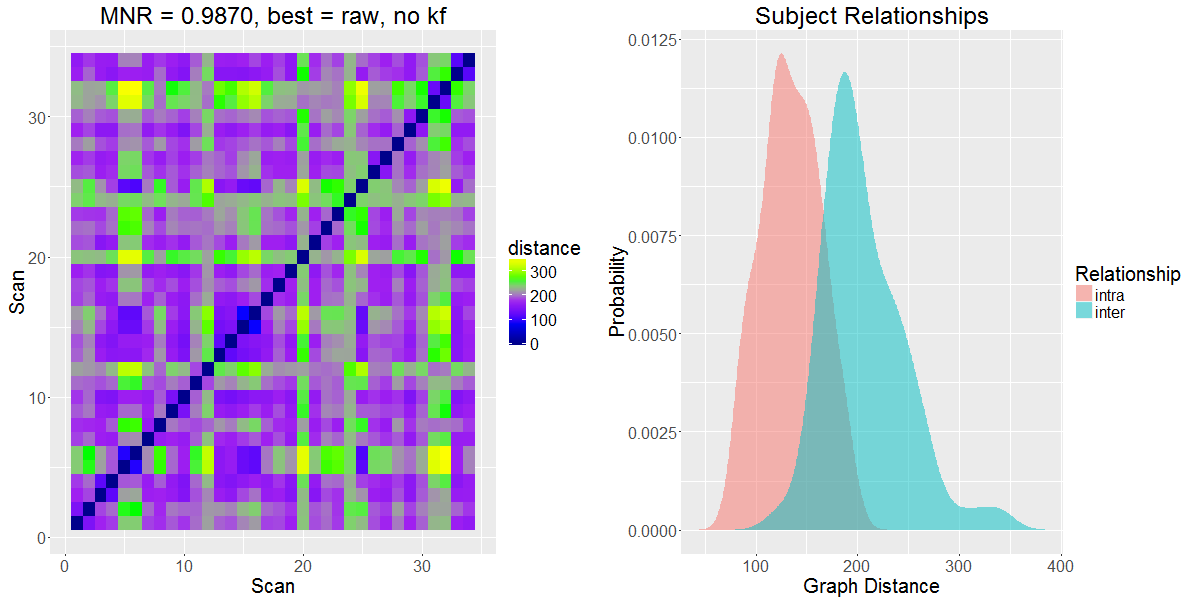 MNR = 0.9870, best = raw, no kf
Scan
30
20
10
0
0
10
20
30
Scan
distance
300
200
100
0
Subject Relationships
Probability
0.0125
0.0100
0.0075
0.0050
0.0025
0.0000
100
200
300
400
Graph Distance
Relationship
intra
inter